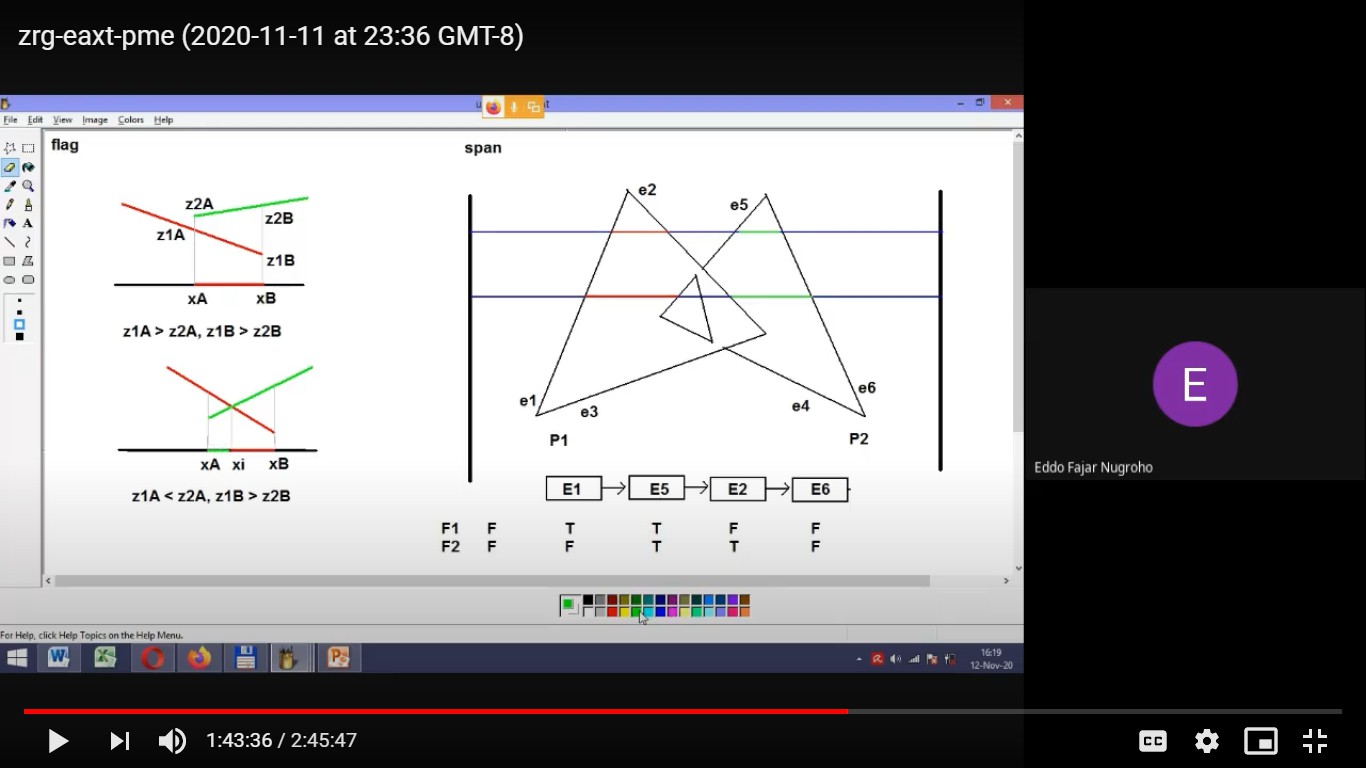 zrg-eaxt-pme (2020-11-11 at 23:36 GMT-8)
File Edit View Image Colors Help
flag
span
z2A
z2B
z1A
z1B
xA xB
z1A > z2A, z1B > z2B
xA xi xB
z1A < z2A, z1B > z2B
e2
e5
e1
e3
e4
e6
P1
P2
E1 E5 E2 E6
F1 F T T F F
F2 F F T T F
For Help, click Help Topics on the Help Menu.
16:19
12-Nov-20
E
Eddo Fajar Nugroho
1:43:36 / 2:45:47
CC